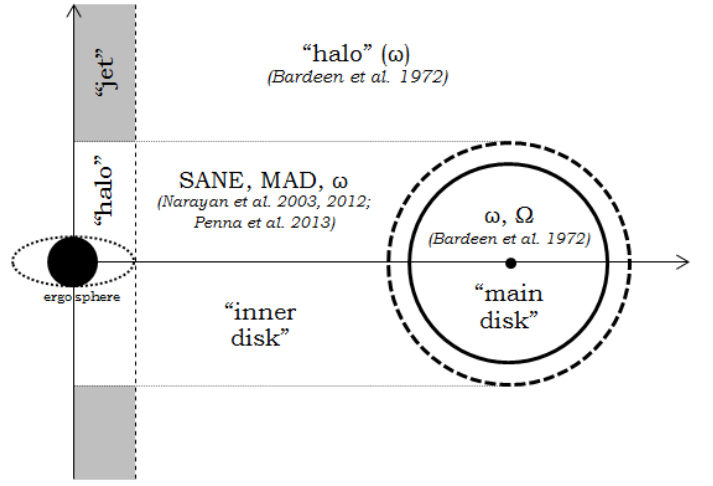 “jet”
“halo” (ω)
(Bardeen et al. 1972)
“halo”
SANE, MAD, ω
(Narayan et al. 2003, 2012;
Penna et al. 2013)
ω, Ω
(Bardeen et al. 1972)
ergosphere
“inner
disk”
“main
disk”